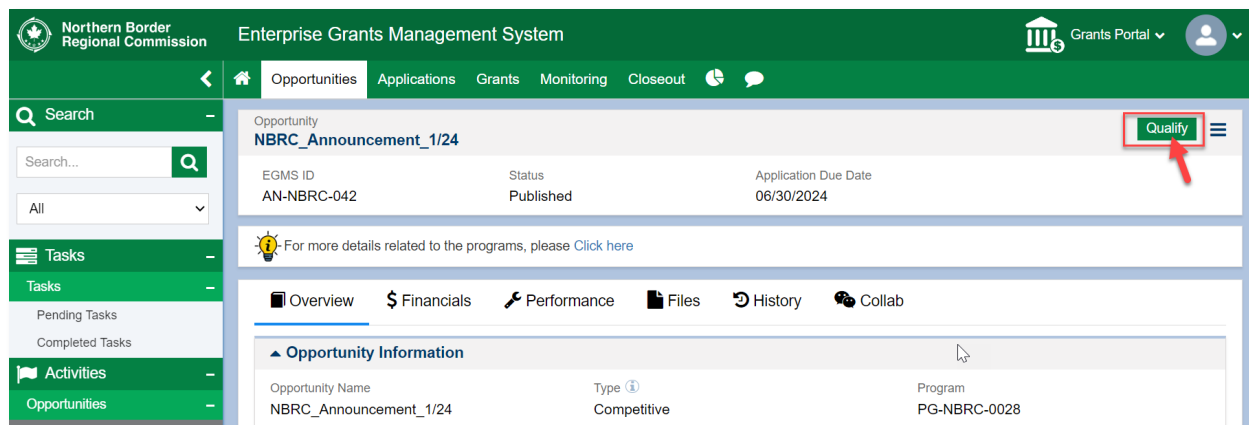 Northern Border
Regional Commission
Enterprise Grants Management System
Grants Portal
Opportunities Applications Grants Monitoring Closeout
Search
Search...
All
Tasks
Tasks
Pending Tasks
Completed Tasks
Activities
Opportunities
Opportunity
NBRC_Announcement_1/24
Qualify
EGMS ID Status Application Due Date
AN-NBRC-042 Published 06/30/2024
For more details related to the programs, please Click here
Overview $ Financials Performance Files History Collab
Opportunity Information
Opportunity Name Type Program
NBRC_Announcement_1/24 Competitive PG-NBRC-0028